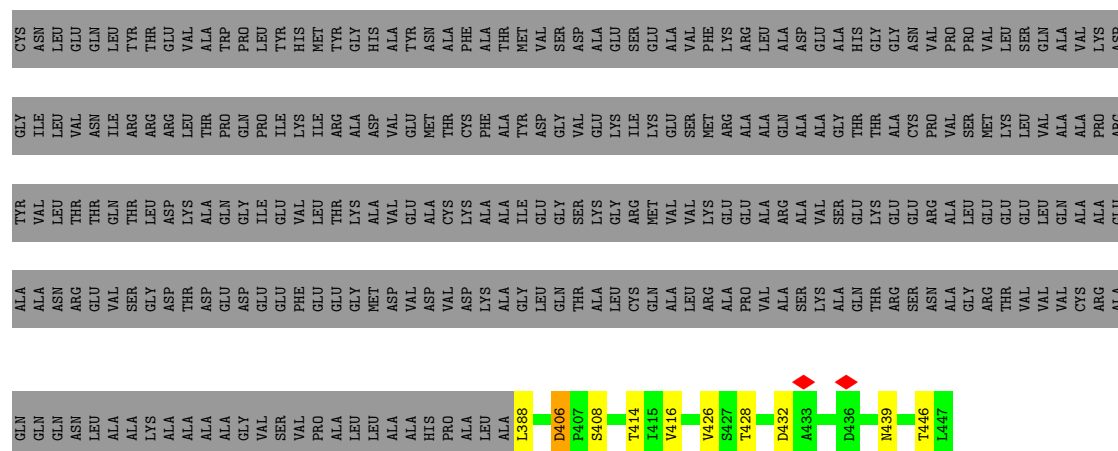 CYS ASN LEU GLU GLN LEU TYR THR GLU VAL ALA TRP PRO LEU TYR HIS MET TYR GLY HIS ALA TYR ASN ALA PHE ALA THR MET VAL SER ASP ALA GLU SER GLU ALA VAL PHE LYS ARG LEU ALA ASP GLU ALA HIS GLY GLY ASN VAL PRO PRO VAL LEU SER GLN ALA VAL LYS ASP
GLY ILE LEU VAL ASN ILE ARG ARG ARG LEU THR PRO GLN PRO ILE LYS ILE ARG ALA ASP VAL GLU MET THR CYS PHE ALA TYR ASP GLY VAL GLU LYS ILE LYS GLU SER MET ARG ALA ALA GLN ALA ALA GLY THR THR ALA CYS PRO VAL SER MET LYS LEU VAL ALA ALA PRO ARG
TYR VAL LEU THR THR GLN THR LEU ASP LYS ALA GLN GLY ILE GLU VAL LEU THR LYS ALA VAL GLU ALA CYS LYS ALA ALA ILE GLU GLY SER LYS GLY ARG MET VAL VAL LYS GLU GLU ALA ARG ALA VAL SER GLU LYS GLU GLU ARG ALA LEU GLU GLU GLU LEU GLN ALA ALA
ALA ALA ASN ARG GLU VAL SER GLY ASP THR ASP GLU ASP GLU GLU PHE GLU GLU GLY MET ASP VAL ASP VAL ASP LYS ALA GLY LEU GLN THR ALA LEU CYS GLN ALA LEU ARG ALA PRO VAL ALA SER LYS ALA GLN THR ARG SER ASN ALA GLY ARG THR VAL VAL VAL CYS ARG ALA
GLN GLN GLN ASN LEU ALA ALA LYS ALA ALA ALA ALA GLY VAL SER VAL PRO ALA LEU LEU ALA ALA HIS PRO ALA LEU ALA L388 D406 P407 S408 T414 I415 V416 V426 S427 T428 D432 A433 D436 N439 T446 L447